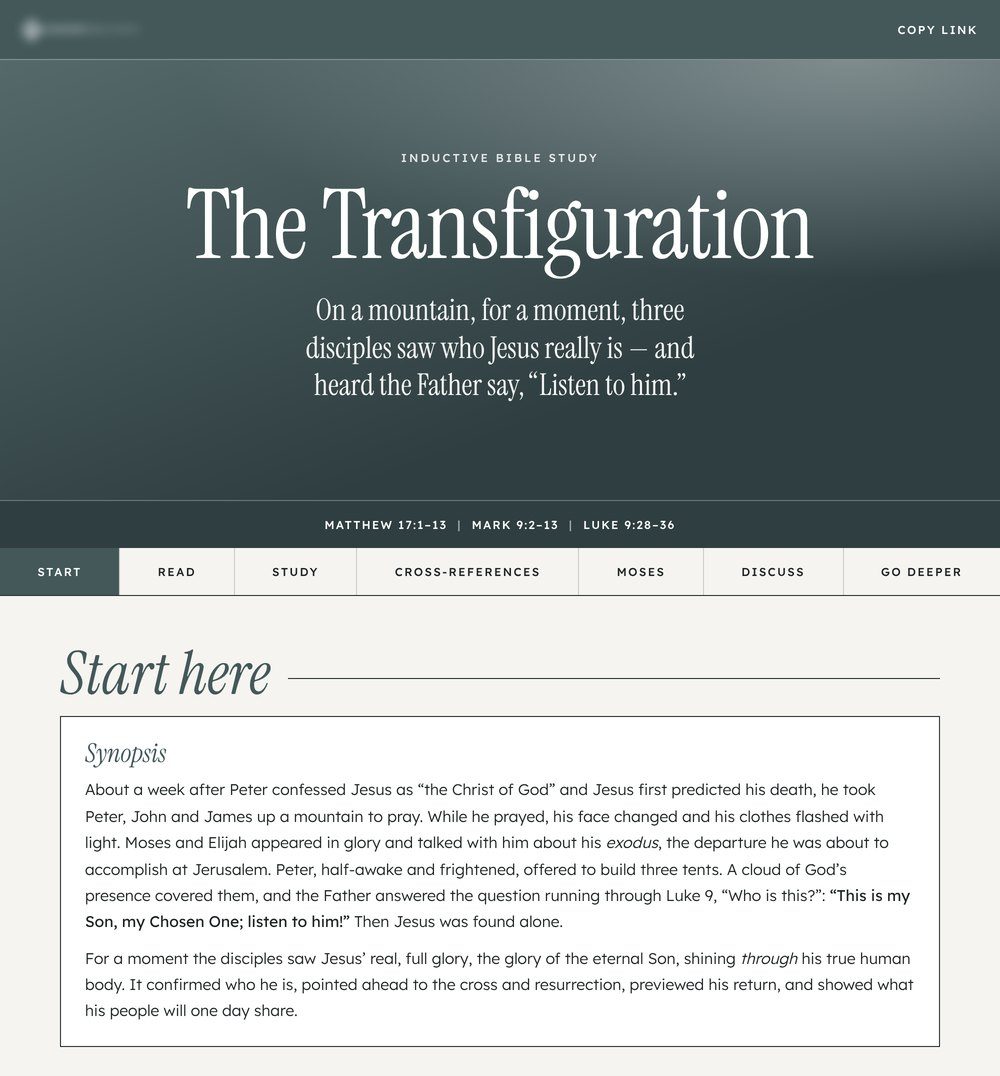 COPY LINK
INDUCTIVE BIBLE STUDY
The Transfiguration
On a mountain, for a moment, three
disciples saw who Jesus really is — and
heard the Father say, “Listen to him.”
MATTHEW 17:1–13 | MARK 9:2–13 | LUKE 9:28–36
START READ STUDY CROSS-REFERENCES MOSES DISCUSS GO DEEPER
Start here
Synopsis
About a week after Peter confessed Jesus as “the Christ of God” and Jesus first predicted his death, he took
Peter, John and James up a mountain to pray. While he prayed, his face changed and his clothes flashed with
light. Moses and Elijah appeared in glory and talked with him about his exodus, the departure he was about to
accomplish at Jerusalem. Peter, half-awake and frightened, offered to build three tents. A cloud of God’s
presence covered them, and the Father answered the question running through Luke 9, “Who is this?”: “This is my
Son, my Chosen One; listen to him!” Then Jesus was found alone.
For a moment the disciples saw Jesus’ real, full glory, the glory of the eternal Son, shining through his true human
body. It confirmed who he is, pointed ahead to the cross and resurrection, previewed his return, and showed what
his people will one day share.